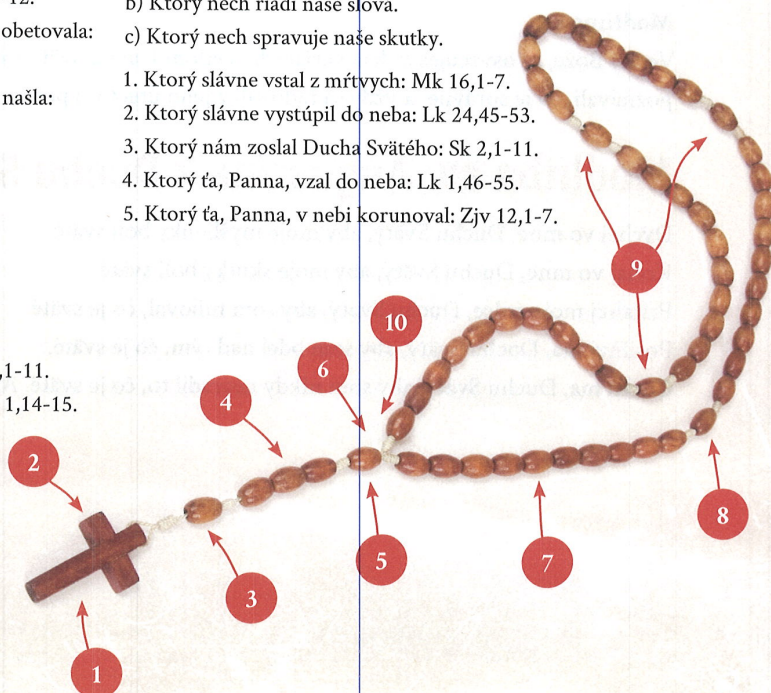 12.
b) Ktorý nech riadi naše slová.
obetovala:
c) Ktorý nech spravuje naše skutky.
našla:
1. Ktorý slávne vstal z mŕtvych: Mk 16,1-7.
2. Ktorý slávne vystúpil do neba: Lk 24,45-53.
3. Ktorý nám zoslal Ducha Svätého: Sk 2,1-11.
4. Ktorý ťa, Panna, vzal do neba: Lk 1,46-55.
5. Ktorý ťa, Panna, v nebi korunoval: Zjv 12,1-7.
,1-11.
1,14-15.
9
10
6
4
2
8
5
7
3
1